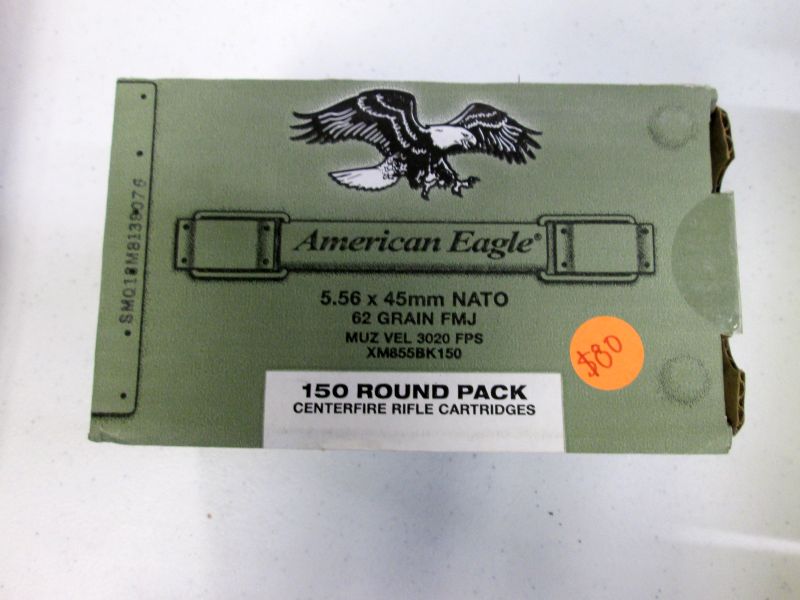 American Eagle®
5.56 x 45mm NATO
62 GRAIN FMJ
MUZ VEL 3020 FPS
XM855BK150
150 ROUND PACK
CENTERFIRE RIFLE CARTRIDGES
$80